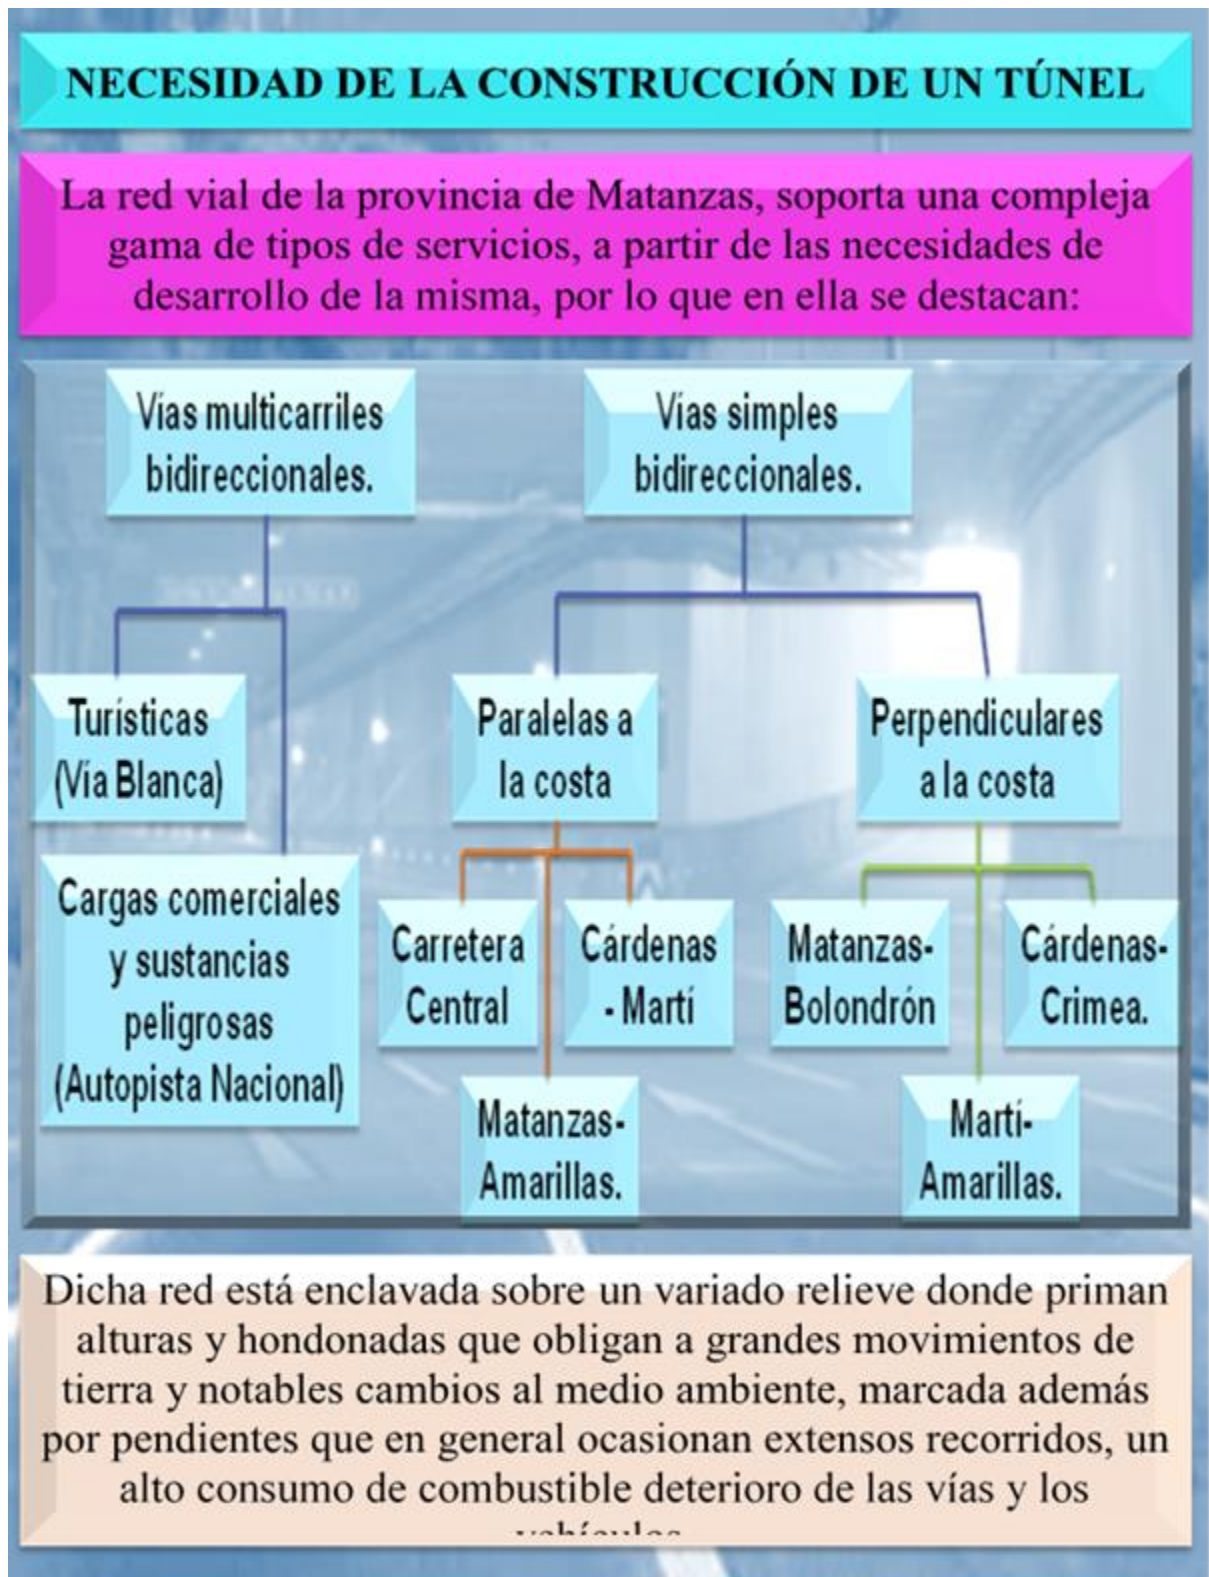 NECESIDAD DE LA CONSTRUCCIÓN DE UN TÚNEL
La red vial de la provincia de Matanzas, soporta una compleja
gama de tipos de servicios, a partir de las necesidades de
desarrollo de la misma, por lo que en ella se destacan:
Vías multicarriles
bidireccionales.
Vías simples
bidireccionales.
Turísticas
(Vía Blanca)
Cargas comerciales
y sustancias
peligrosas
(Autopista Nacional)
Paralelas a
la costa
Perpendiculares
a la costa
Carretera
Central
Cárdenas
- Martí
Matanzas-
Amarillas.
Matanzas-
Bolondrón
Cárdenas-
Crimea.
Martí-
Amarillas.
Dicha red está enclavada sobre un variado relieve donde priman
alturas y hondonadas que obligan a grandes movimientos de
tierra y notables cambios al medio ambiente, marcada además
por pendientes que en general ocasionan extensos recorridos, un
alto consumo de combustible deterioro de las vías y los